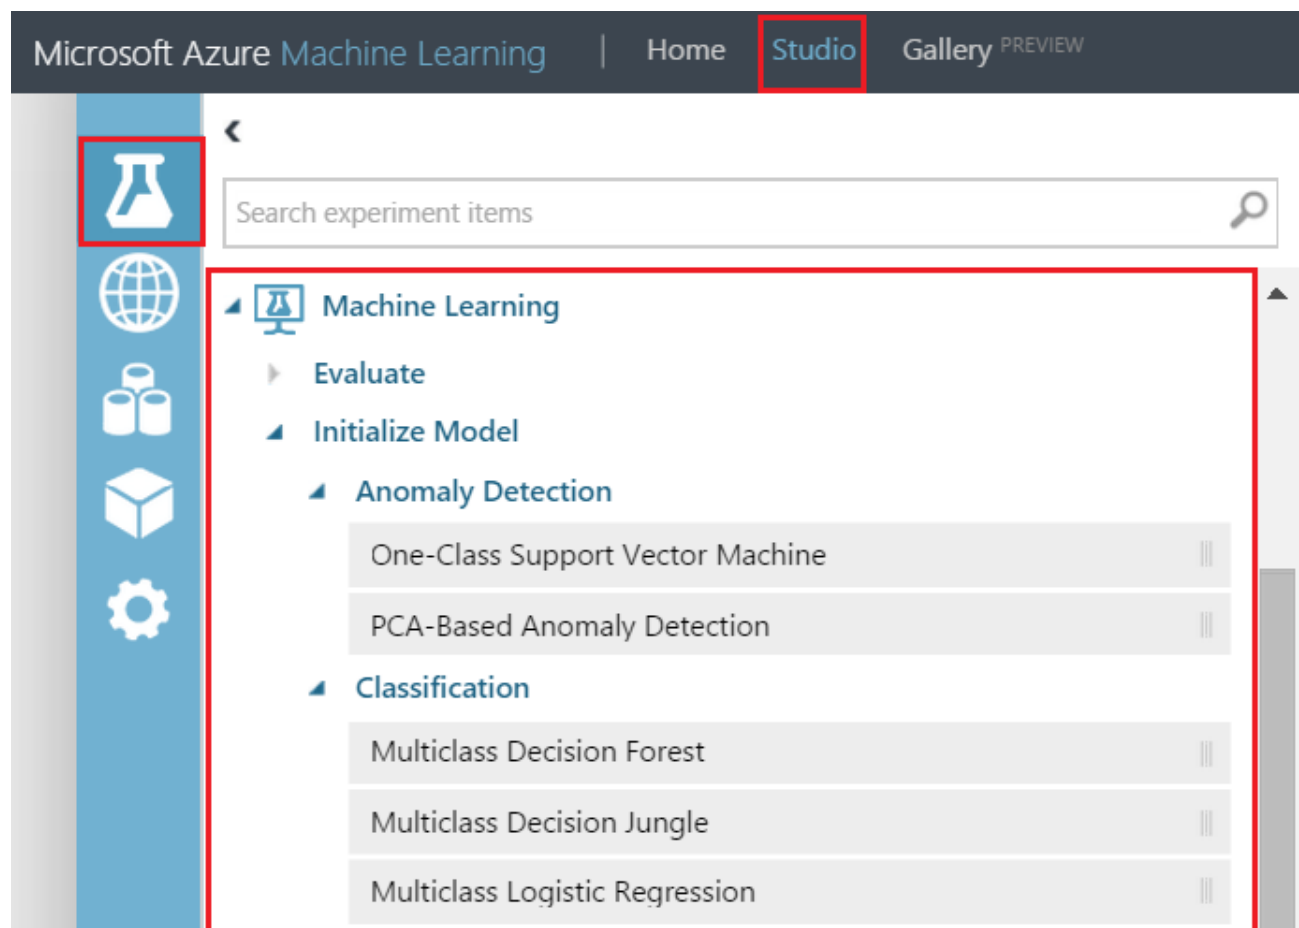 Microsoft Azure Machine Learning | Home Studio Gallery PREVIEW
Search experiment items
Machine Learning
Evaluate
Initialize Model
Anomaly Detection
One-Class Support Vector Machine
PCA-Based Anomaly Detection
Classification
Multiclass Decision Forest
Multiclass Decision Jungle
Multiclass Logistic Regression